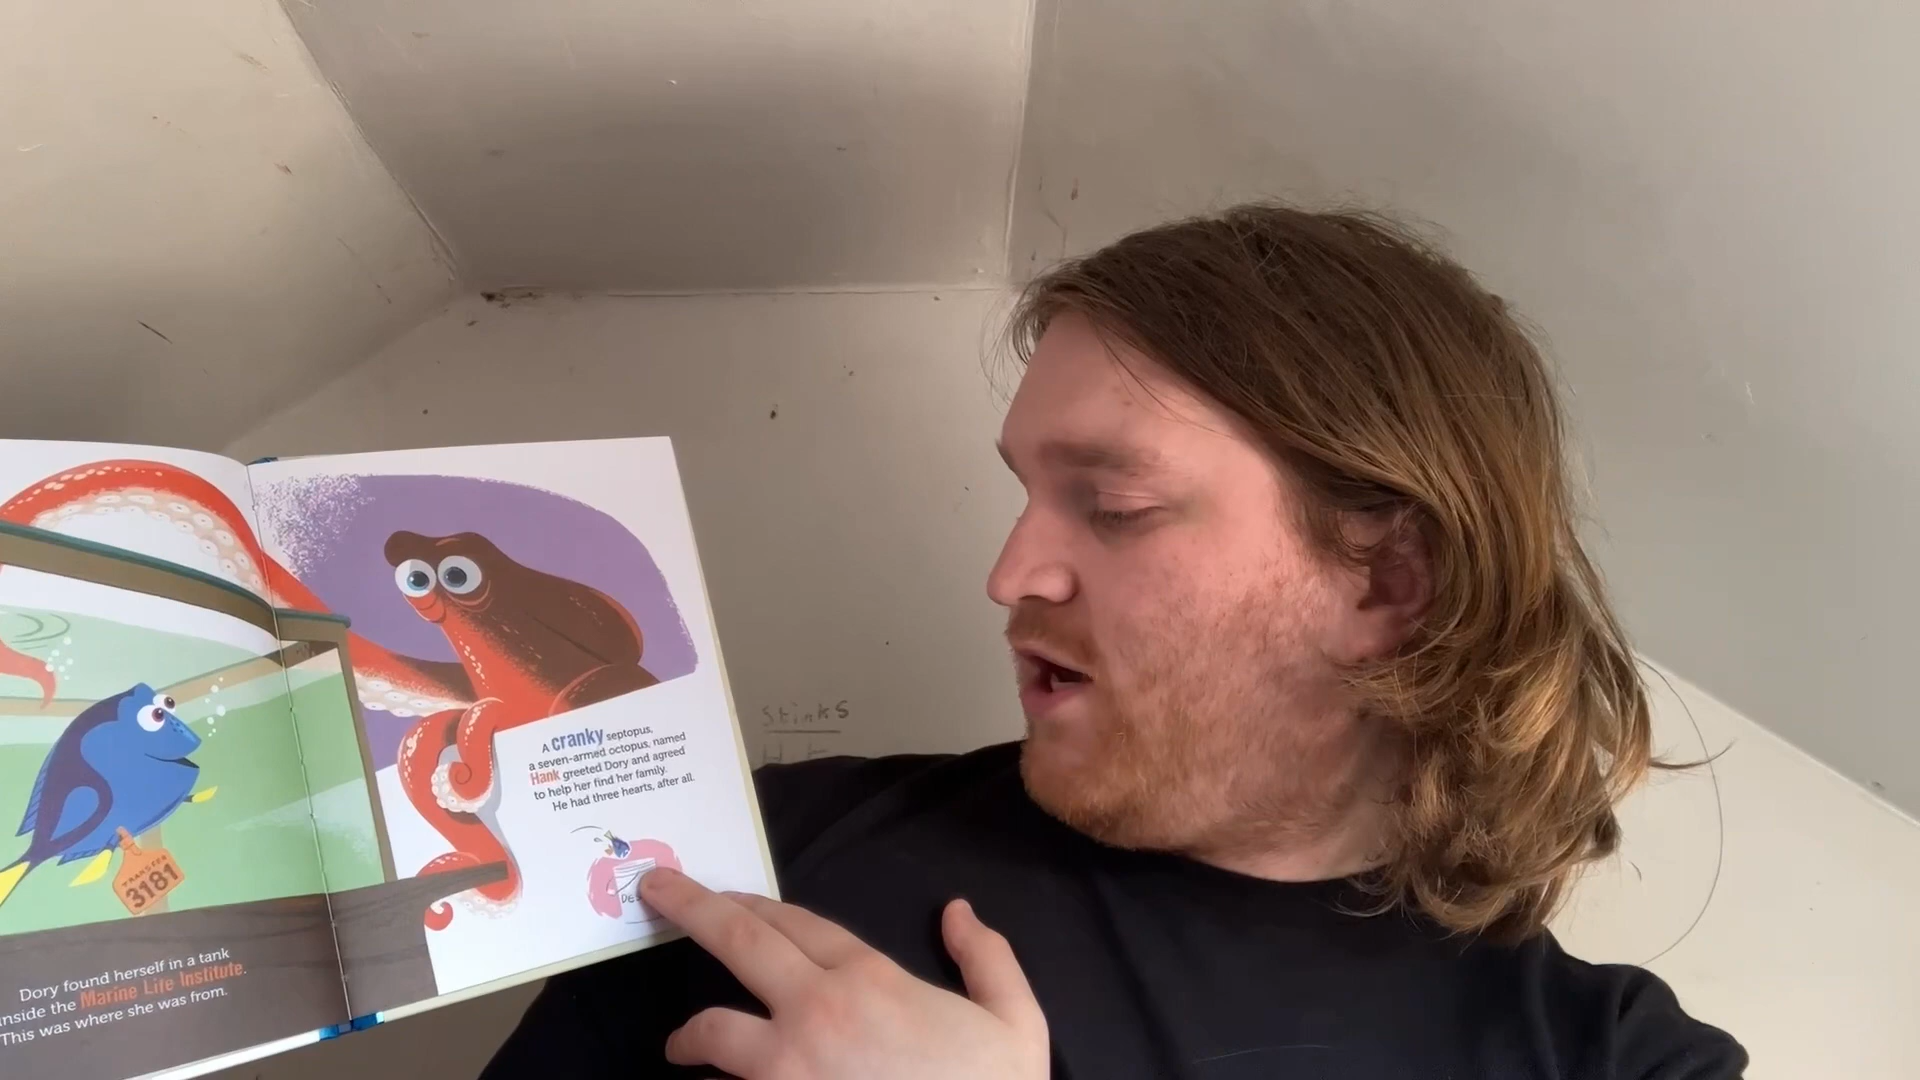 TRANSFER
3181
Dory found herself in a tank
inside the Marine Life Institute.
This was where she was from.
A cranky septopus,
a seven-armed octopus, named
Hank greeted Dory and agreed
to help her find her family.
He had three hearts, after all.
Stinks